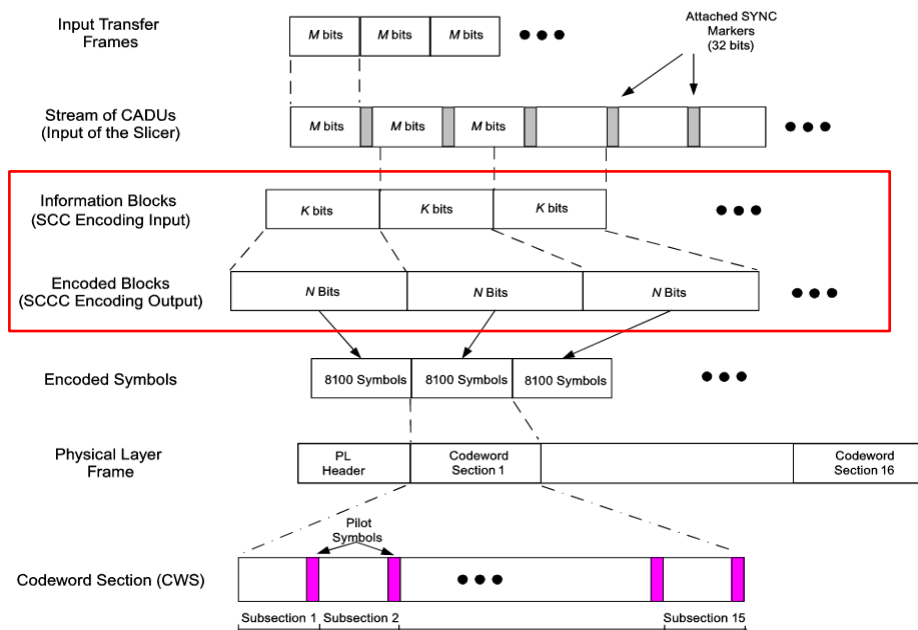 Input Transfer
Frames
M bits
M bits
M bits
Attached SYNC
Markers
(32 bits)
Stream of CADUs
(Input of the Slicer)
M bits
M bits
M bits
Information Blocks
(SCC Encoding Input)
K bits
K bits
K bits
Encoded Blocks
(SCCC Encoding Output)
N Bits
N Bits
N Bits
Encoded Symbols
8100 Symbols
8100 Symbols
8100 Symbols
Physical Layer
Frame
PL
Header
Codeword
Section 1
Codeword
Section 16
Pilot
Symbols
Codeword Section (CWS)
Subsection 1
Subsection 2
Subsection 15